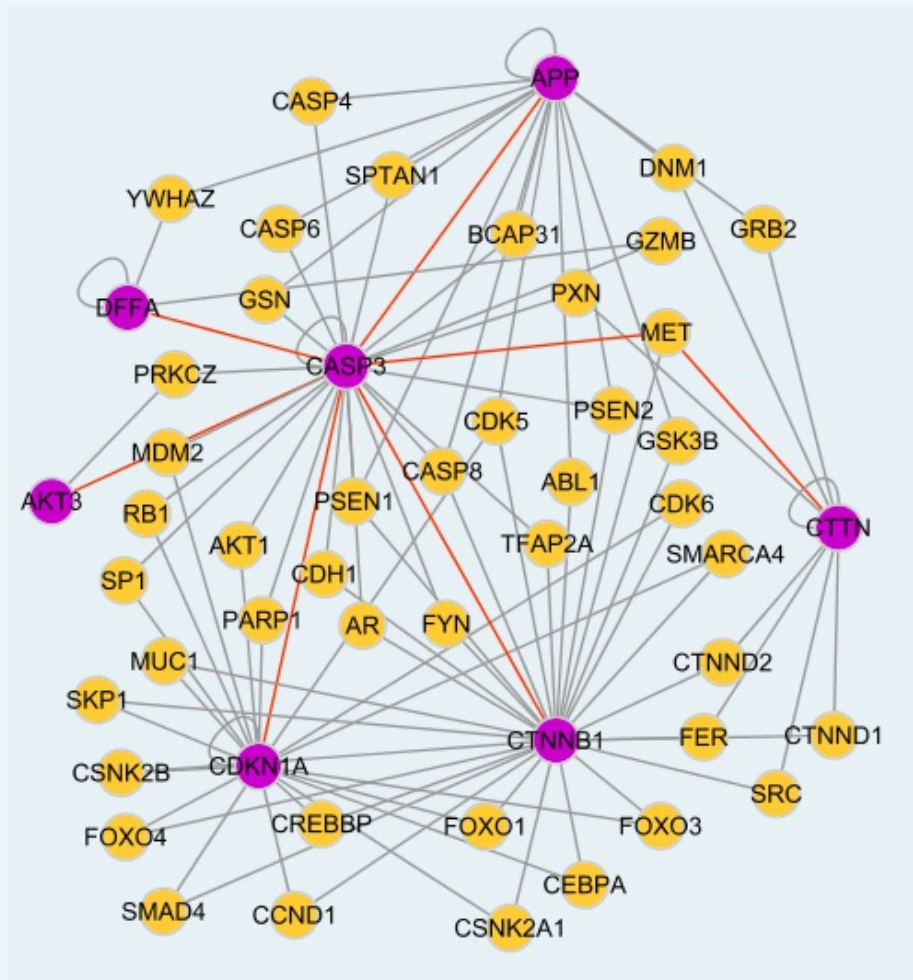 APP
CASP4
DNM1
SPTAN1
YWHAZ
CASP6
BCAP31
GZMB
GRB2
GSN
PXN
DFFA
MET
CASP3
PRKCZ
PSEN2
CDK5
GSK3B
MDM2
CASP8
ABL1
AKT3
PSEN1
CDK6
RB1
CTTN
AKT1
TFAP2A
SMARCA4
SP1
CDH1
PARP1
AR
FYN
MUC1
CTNND2
SKP1
CTNNB1
FER
CTNND1
CDKN1A
CSNK2B
SRC
FOXO4
CREBBP
FOXO1
FOXO3
CEBPA
SMAD4
CCND1
CSNK2A1